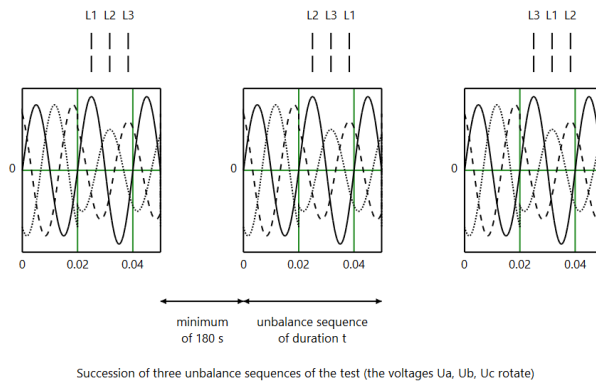 L1 L2 L3
L2 L3 L1
L3 L1 L2
0
0
0
0 0.02 0.04
0 0.02 0.04
0 0.02 0.04
minimum
of 180 s
unbalance sequence
of duration t
Succession of three unbalance sequences of the test (the voltages Ua, Ub, Uc rotate)